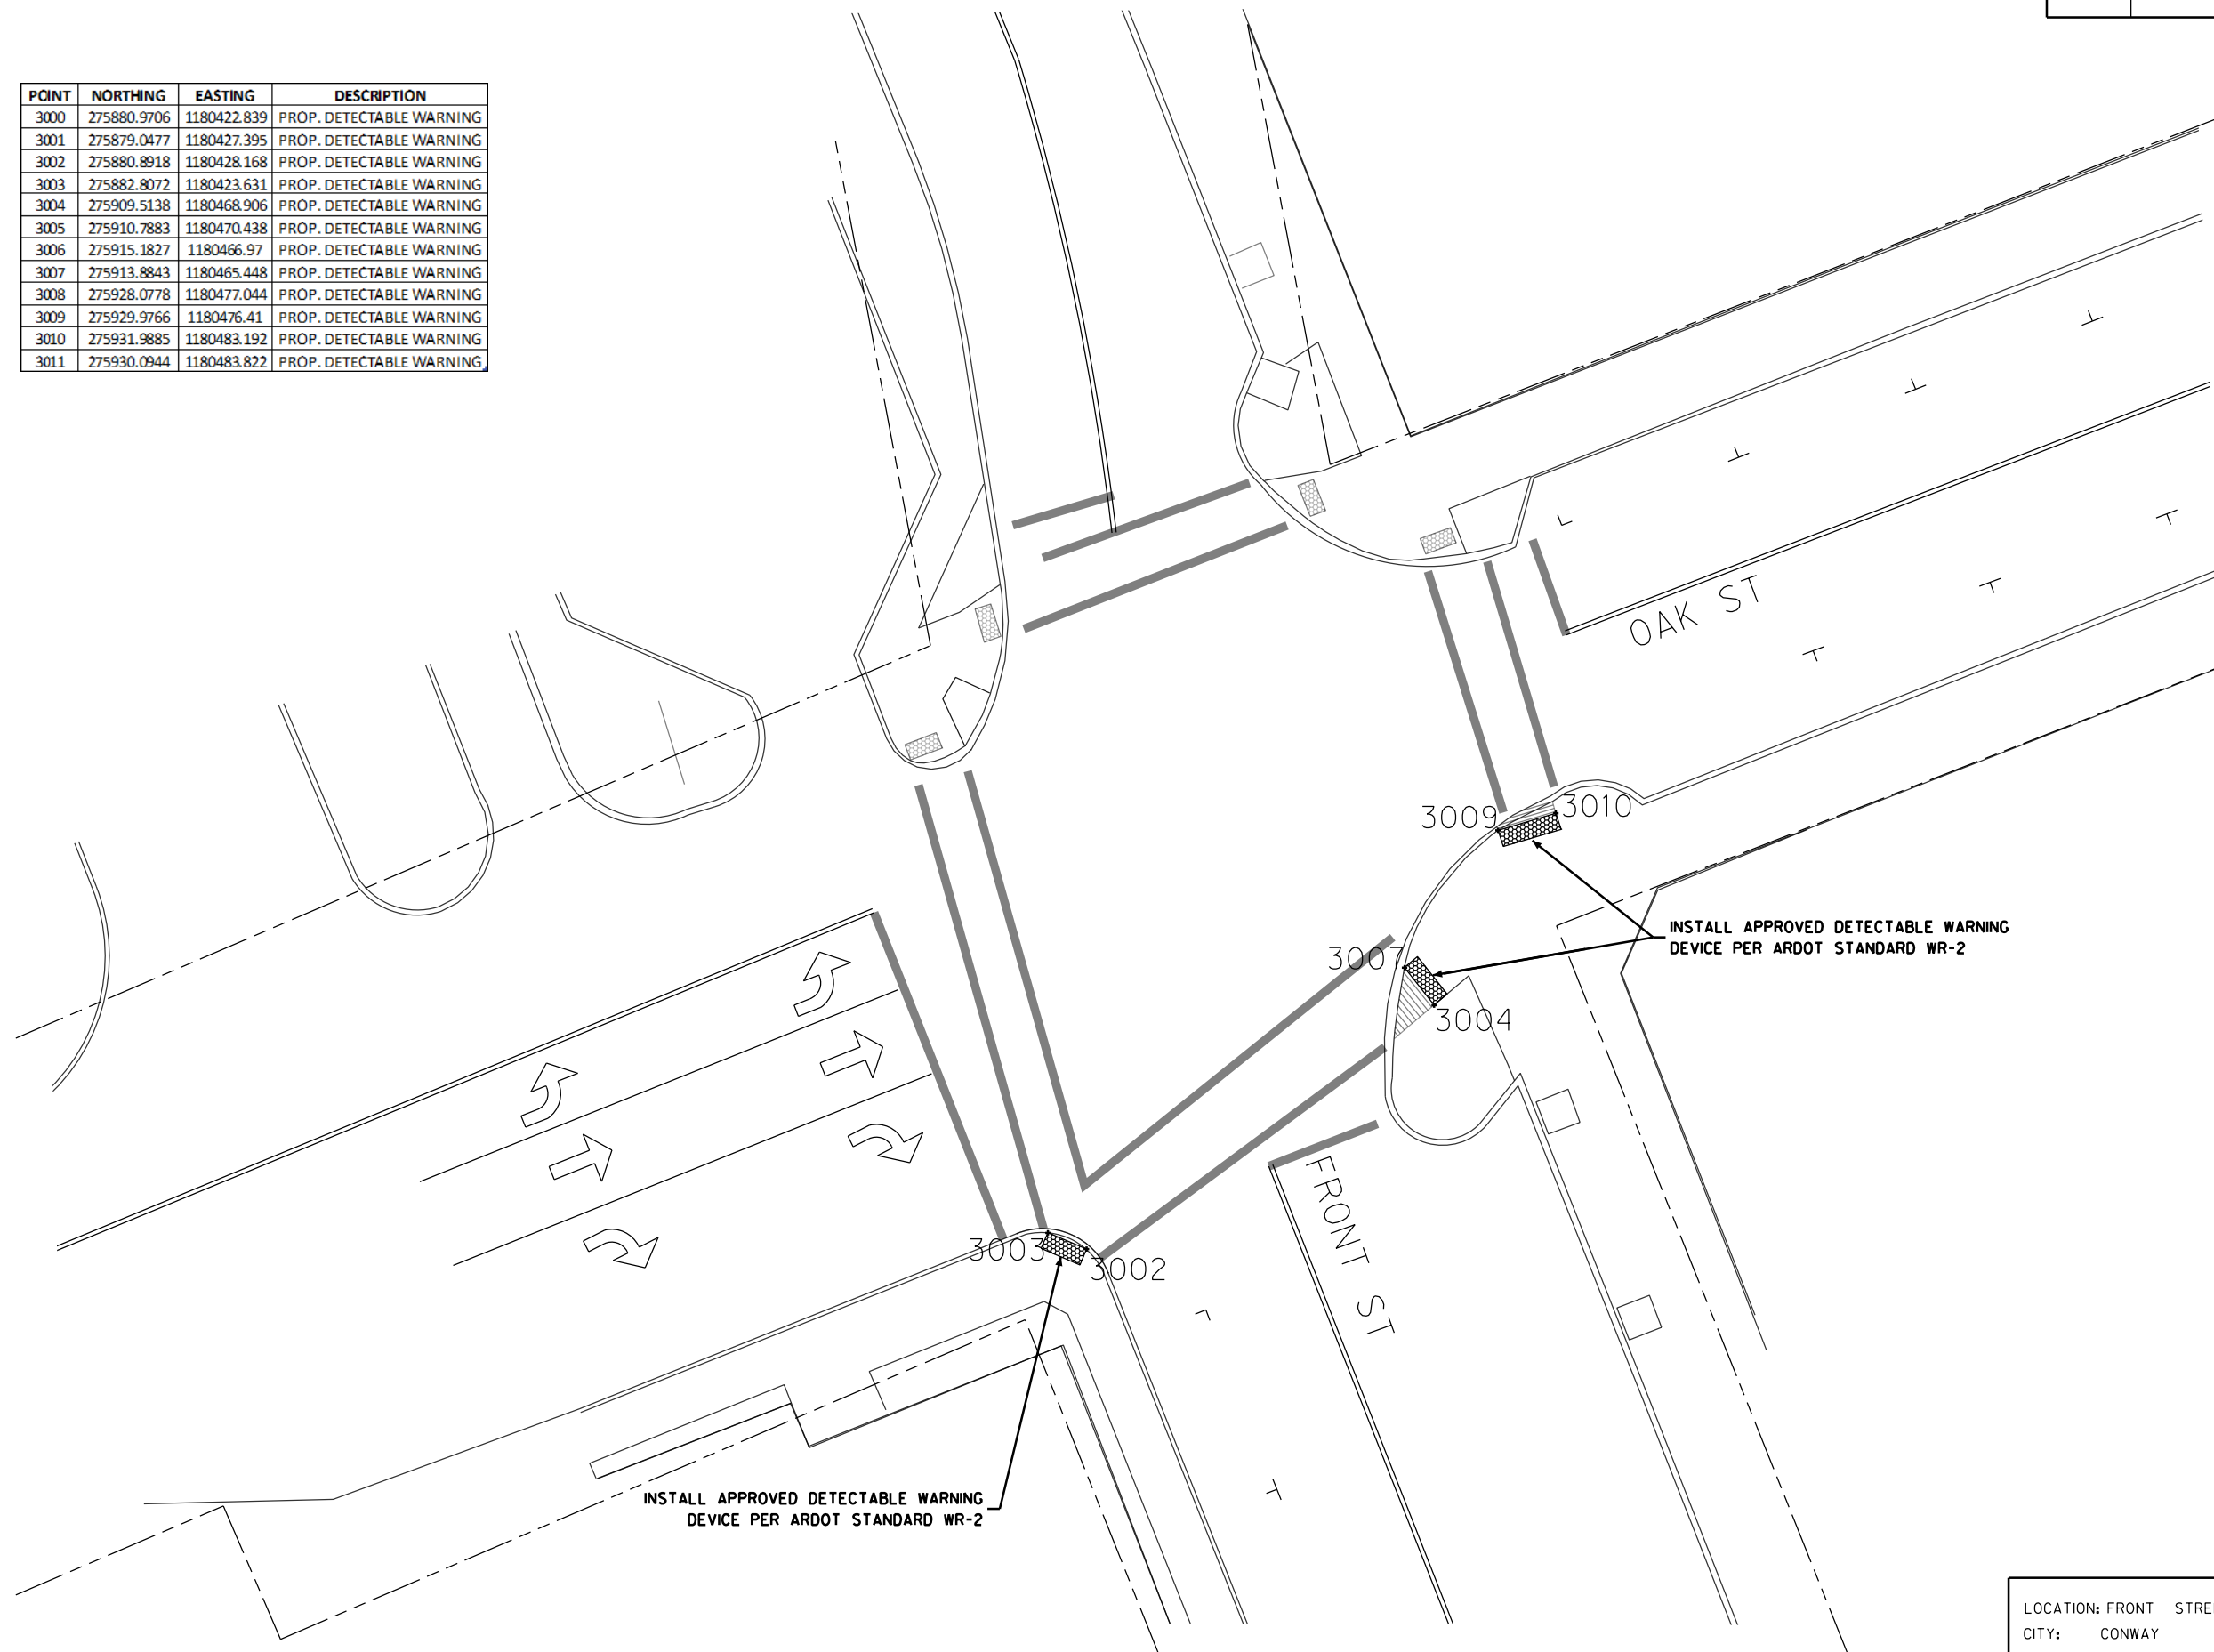 POINT NORTHING EASTING DESCRIPTION
3000 275880.9706 1180422.839 PROP. DETECTABLE WARNING
3001 275879.0477 1180427.395 PROP. DETECTABLE WARNING
3002 275880.8918 1180428.168 PROP. DETECTABLE WARNING
3003 275882.8072 1180423.631 PROP. DETECTABLE WARNING
3004 275909.5138 1180468.906 PROP. DETECTABLE WARNING
3005 275910.7883 1180470.438 PROP. DETECTABLE WARNING
3006 275915.1827 1180466.97 PROP. DETECTABLE WARNING
3007 275913.8843 1180465.448 PROP. DETECTABLE WARNING
3008 275928.0778 1180477.044 PROP. DETECTABLE WARNING
3009 275929.9766 1180476.41 PROP. DETECTABLE WARNING
3010 275931.9885 1180483.192 PROP. DETECTABLE WARNING
3011 275930.0944 1180483.822 PROP. DETECTABLE WARNING
OAK ST
3009
3010
INSTALL APPROVED DETECTABLE WARNING
DEVICE PER ARDOT STANDARD WR-2
3007
3004
FRONT ST
3003
3002
INSTALL APPROVED DETECTABLE WARNING
DEVICE PER ARDOT STANDARD WR-2
LOCATION: FRONT
CITY: CONWAY